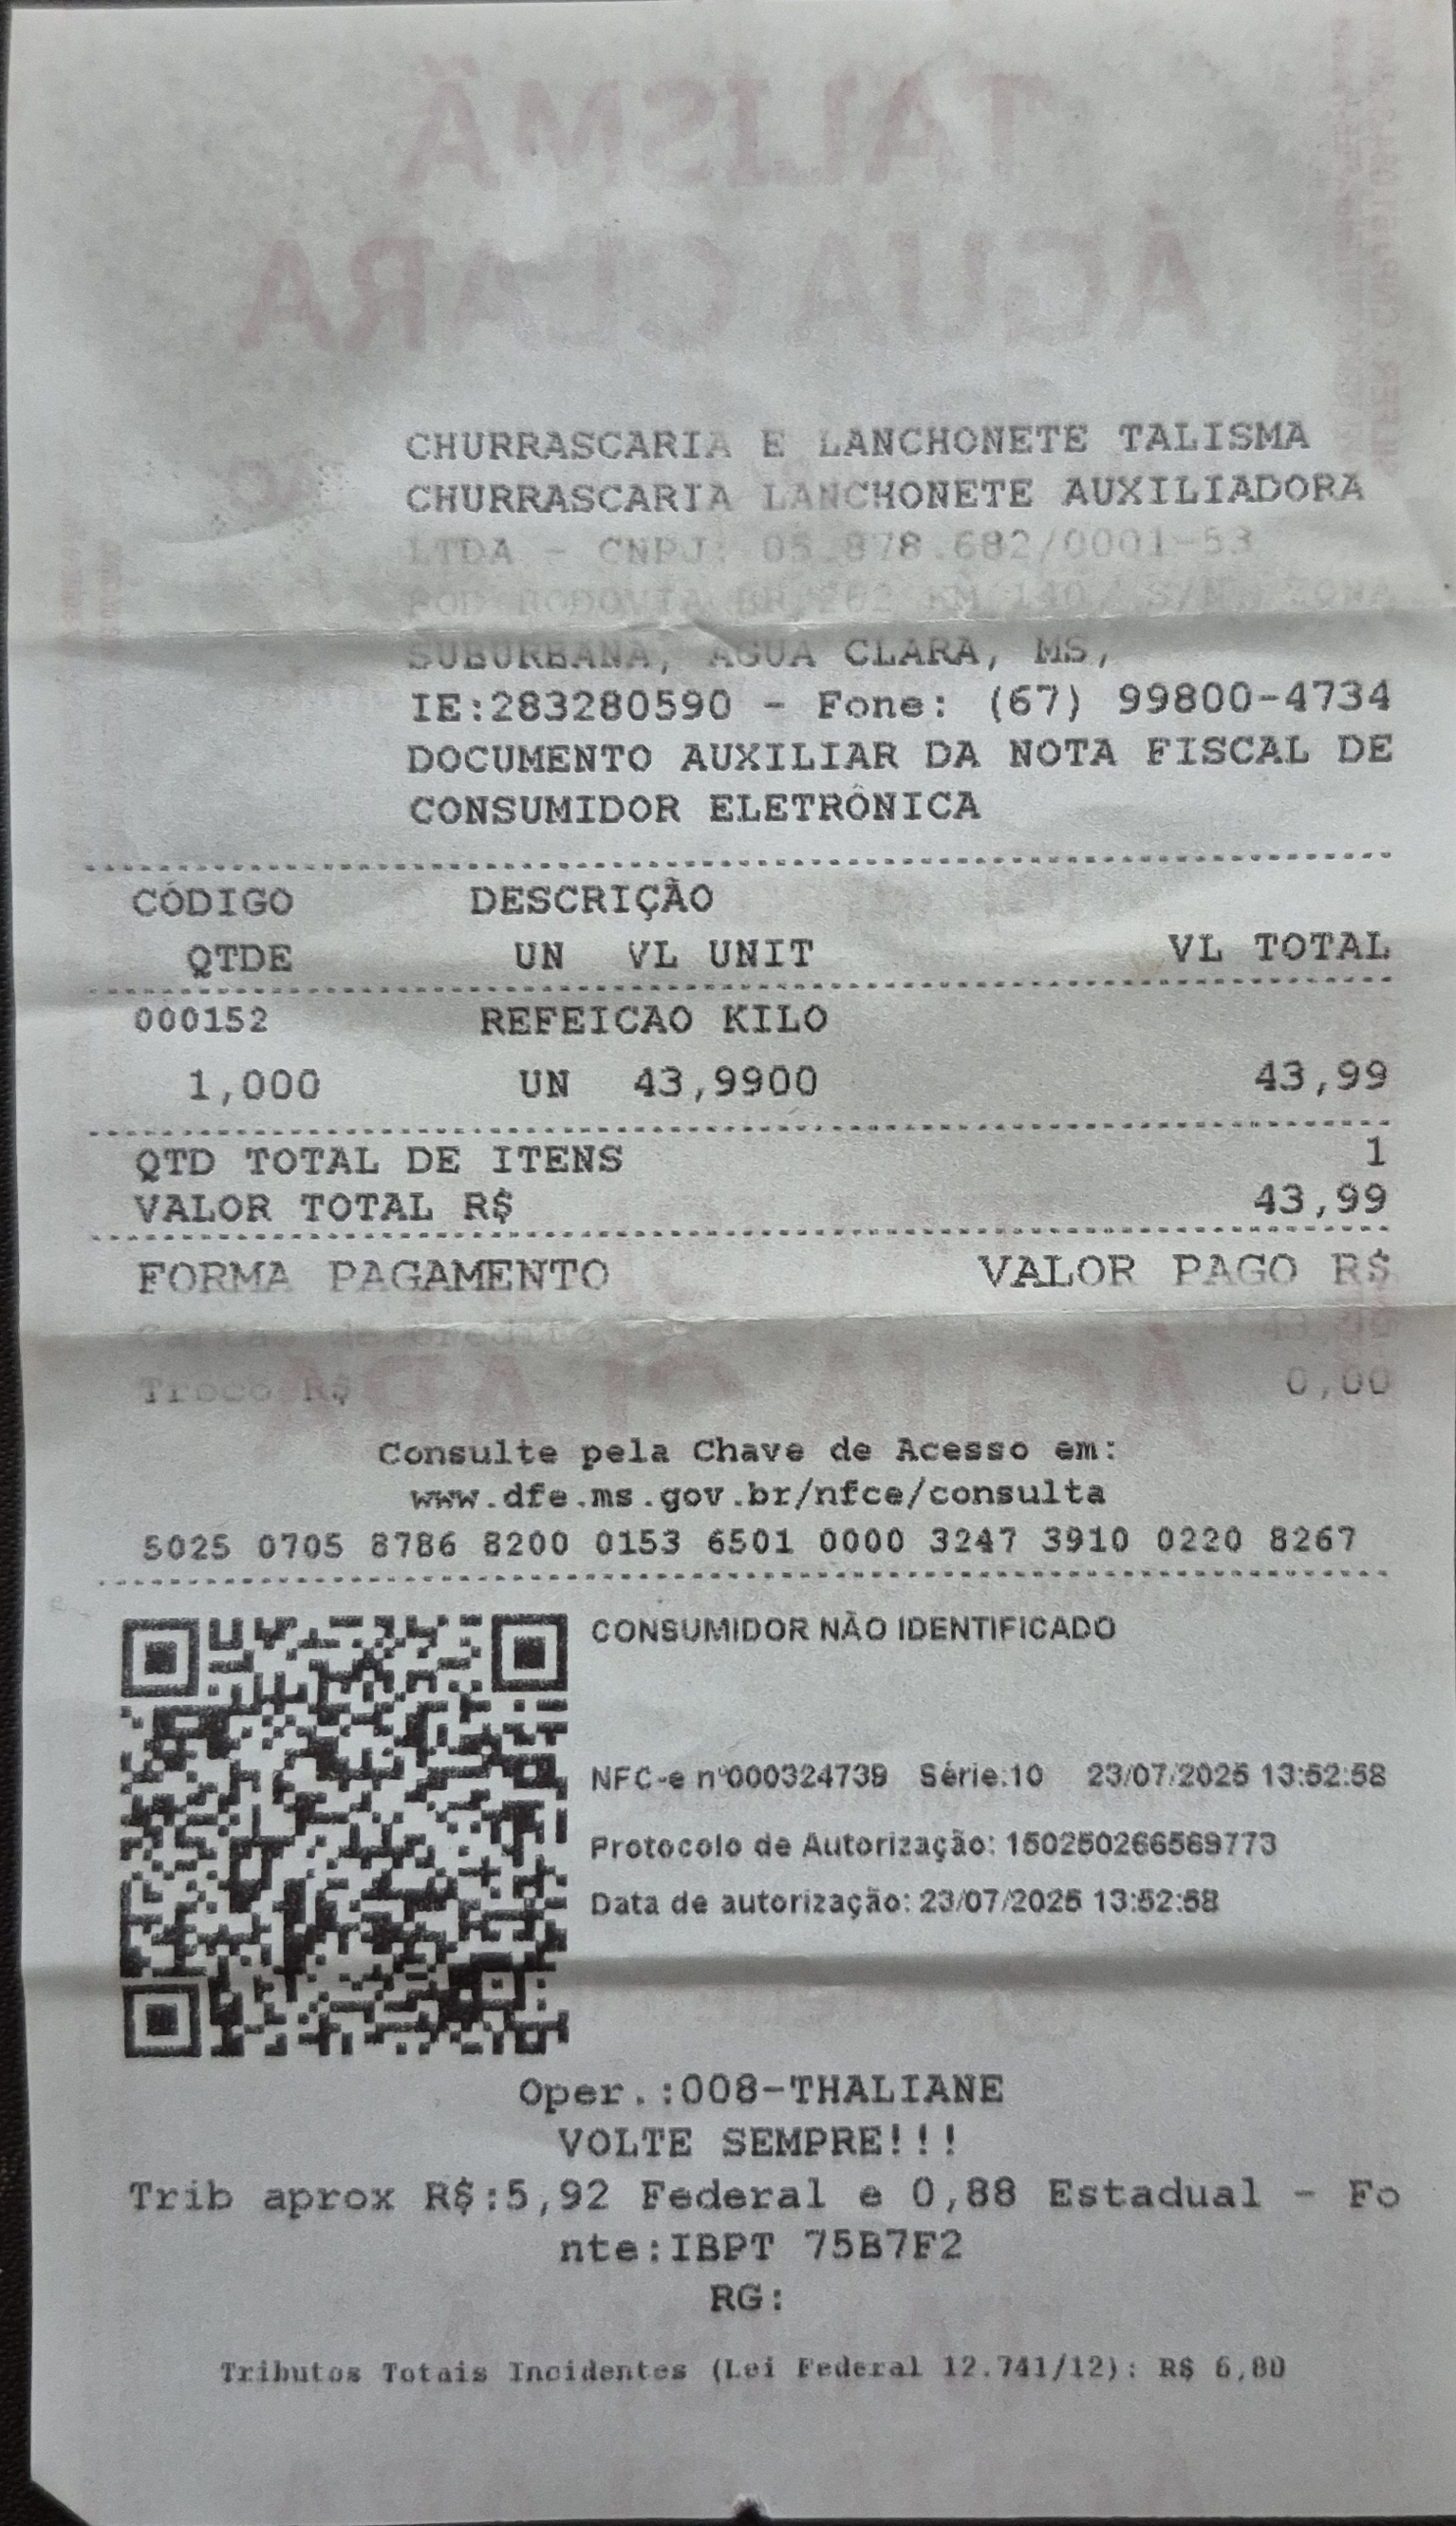 CHURRASCARIA E LANCHONETE TALISMA
CHURRASCARIA LANCHONETE AUXILIADORA
LTDA - CNPJ: 05.878.682/0001-53
ROD RODOVIA BR 262 KM 140, S/N, ZONA
SUBURBANA, AGUA CLARA, MS,
IE:283280590 - Fone: (67) 99800-4734
DOCUMENTO AUXILIAR DA NOTA FISCAL DE
CONSUMIDOR ELETRÔNICA
CÓDIGO DESCRIÇÃO
QTDE UN VL UNIT VL TOTAL
000152 REFEICAO KILO
1,000 UN 43,9900 43,99
QTD TOTAL DE ITENS 1
VALOR TOTAL R$ 43,99
FORMA PAGAMENTO VALOR PAGO R$
Cartão de Crédito 43,99
Troco R$ 0,00
Consulte pela Chave de Acesso em:
www.dfe.ms.gov.br/nfce/consulta
5025 0705 8786 8200 0153 6501 0000 3247 3910 0220 8267
CONSUMIDOR NÃO IDENTIFICADO
NFC-e nº000324739 Série:10 23/07/2025 13:52:58
Protocolo de Autorização: 150250266569773
Data de autorização: 23/07/2025 13:52:58
Oper.:008-THALIANE
VOLTE SEMPRE!!!
Trib aprox R$:5,92 Federal e 0,88 Estadual - Fo
nte:IBPT 75B7F2
RG:
Tributos Totais Incidentes (Lei Federal 12.741/12): R$ 6,80
TALISMÃ
ÁGUA CLARA